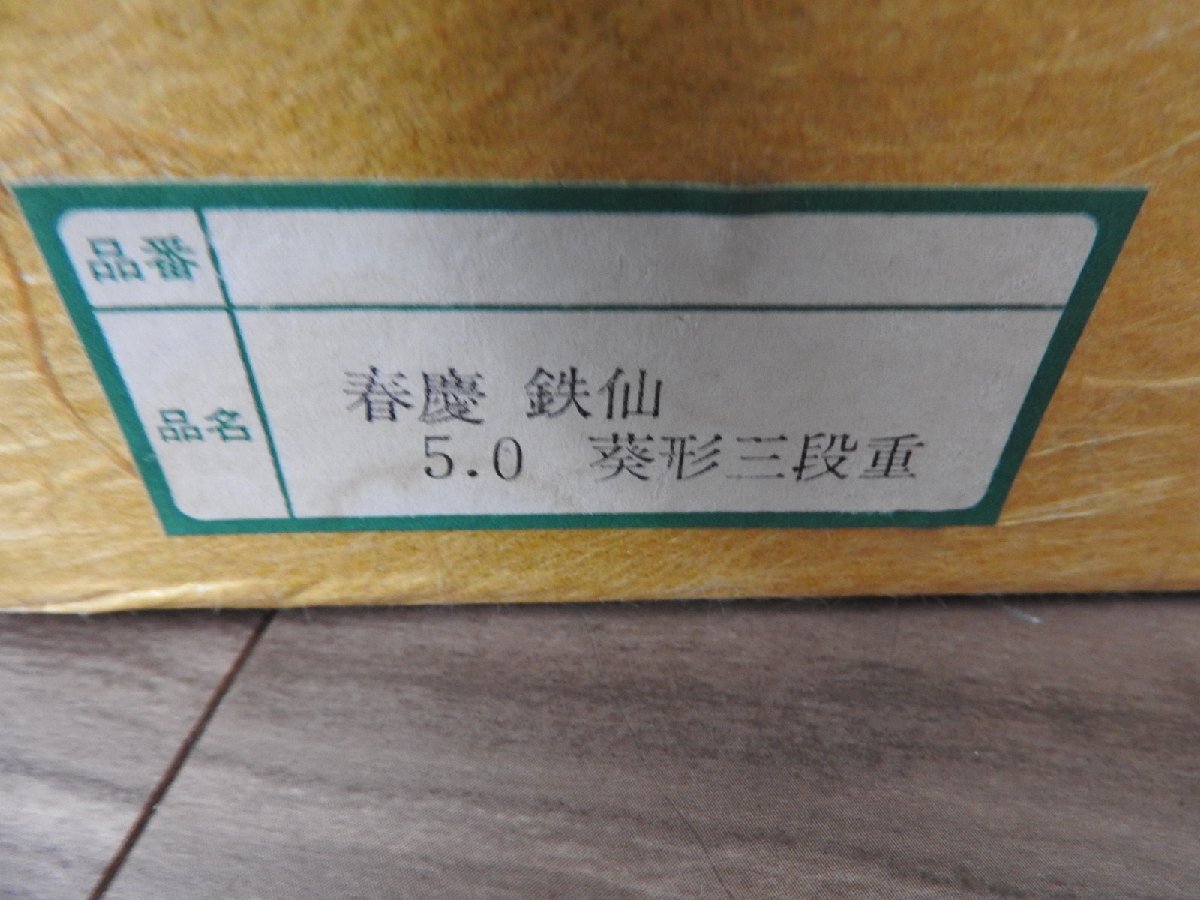 品番
品名
春慶 鉄仙
5.0 葵形三段重